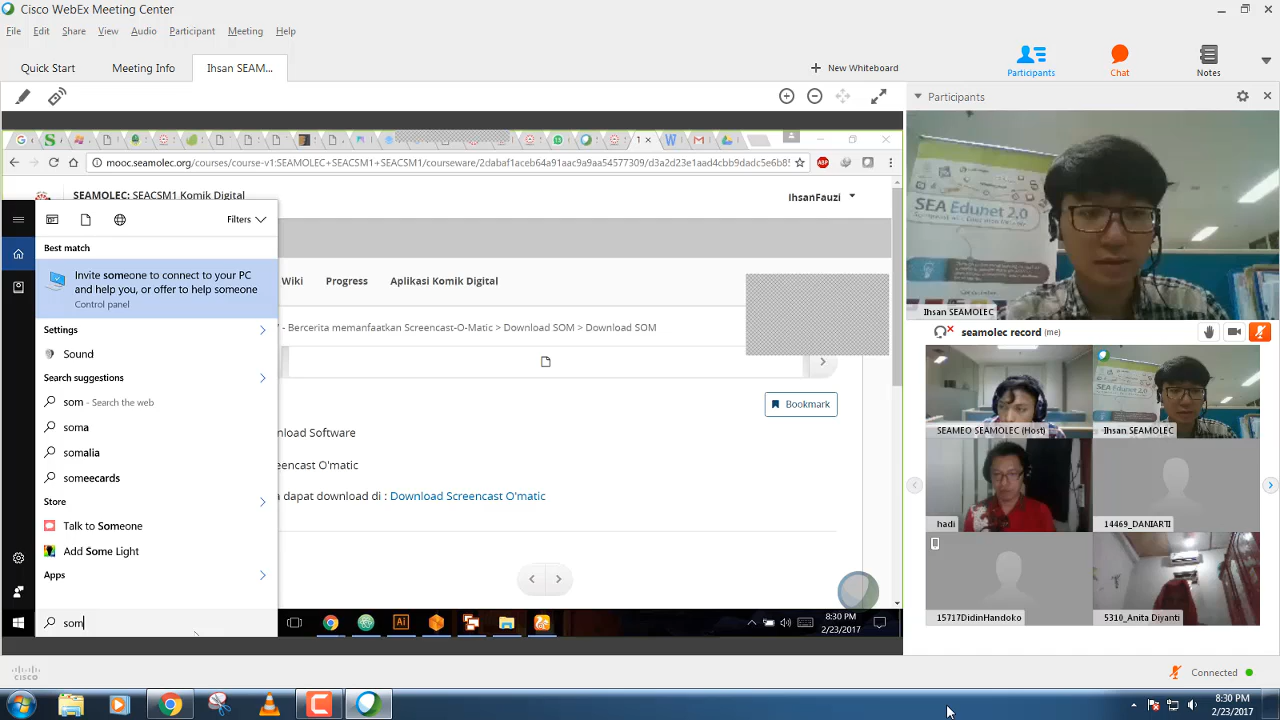 Cisco WebEx Meeting Center
File Edit Share View Audio Participant Meeting Help
Quick Start Meeting Info Ihsan SEAM...
New Whiteboard
Participants Chat Notes
Participants
mooc.seamolec.org/courses/course-v1:SEAMOLEC+SEACSM1+SEACSM1/courseware/2dabaf1aceb64a91aac9a9aa54577309/d3a2d23e1aad4cbb9dadc5e6b85
SEAMOLEC: SEACSM1 Komik Digital
IhsanFauzi
Filters
Best match
Invite someone to connect to your PC
and help you, or offer to help someone
Control panel
Settings
Sound
Search suggestions
som - Search the web
soma
somalia
someecards
Store
Talk to Someone
Add Some Light
Apps
som
Wiki Progress Aplikasi Komik Digital
- Bercerita memanfaatkan Screencast-O-Matic > Download SOM > Download SOM
Bookmark
nload Software
eencast O'matic
a dapat download di : Download Screencast O'matic
8:30 PM
2/23/2017
SEA Edunet 2.0
Ihsan SEAMOLEC
seamolec record (me)
SEAMEO SEAMOLEC (Host)
Ihsan SEAMOLEC
hadi
14469_DANIARTI
15717DidinHandoko
5310_Anita Diyanti
cisco
Connected
8:30 PM
2/23/2017